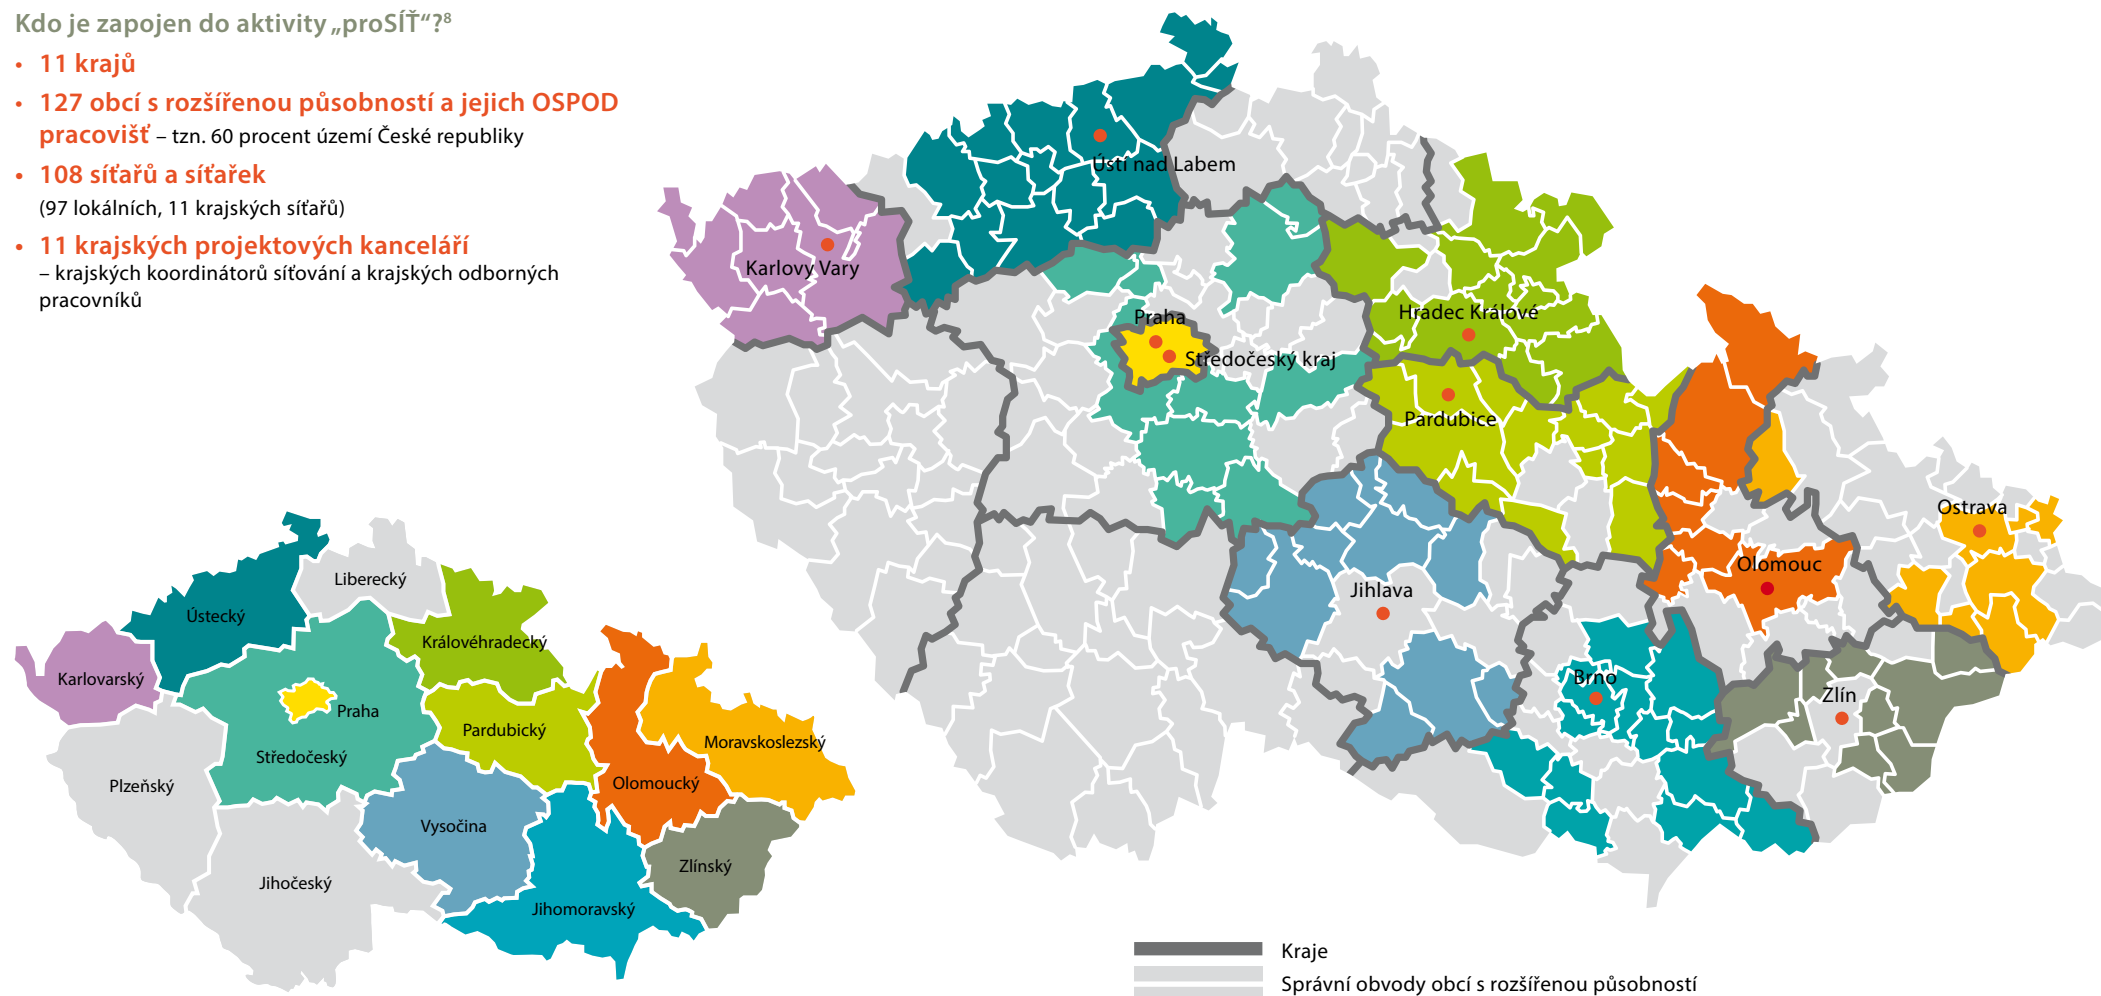 Kdo je zapojen do aktivity „proSÍŤ“?⁸
• 11 krajů
• 127 obcí s rozšířenou působností a jejich OSPOD
pracovišť – tzn. 60 procent území České republiky
• 108 síťařů a síťařek
(97 lokálních, 11 krajských síťařů)
• 11 krajských projektových kanceláří
– krajských koordinátorů síťování a krajských odborných
pracovníků
Ústí nad Labem
Karlovy Vary
Praha
Středočeský kraj
Hradec Králové
Pardubice
Jihlava
Brno
Olomouc
Ostrava
Zlín
Liberecký
Ústecký
Královéhradecký
Karlovarský
Praha
Středočeský
Pardubický
Moravskoslezský
Plzeňský
Olomoucký
Vysočina
Zlínský
Jihočeský
Jihomoravský
Kraje
Správní obvody obcí s rozšířenou působností